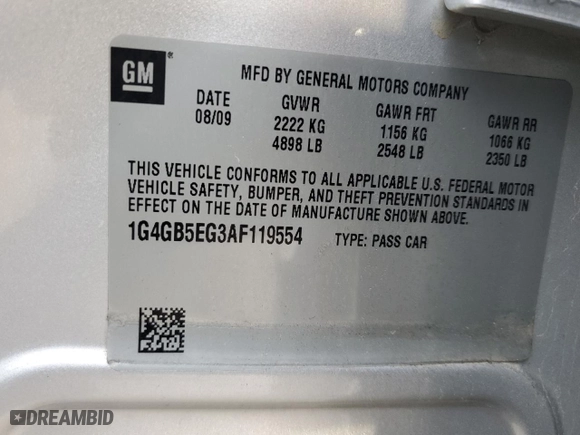 GM
MFD BY GENERAL MOTORS COMPANY
DATE GVWR GAWR FRT GAWR RR
08/09 2222 KG 1156 KG 1066 KG
4898 LB 2548 LB 2350 LB
THIS VEHICLE CONFORMS TO ALL APPLICABLE U.S. FEDERAL MOTOR
VEHICLE SAFETY, BUMPER, AND THEFT PREVENTION STANDARDS IN
EFFECT ON THE DATE OF MANUFACTURE SHOWN ABOVE.
1G4GB5EG3AF119554 TYPE: PASS CAR
DREAMBID